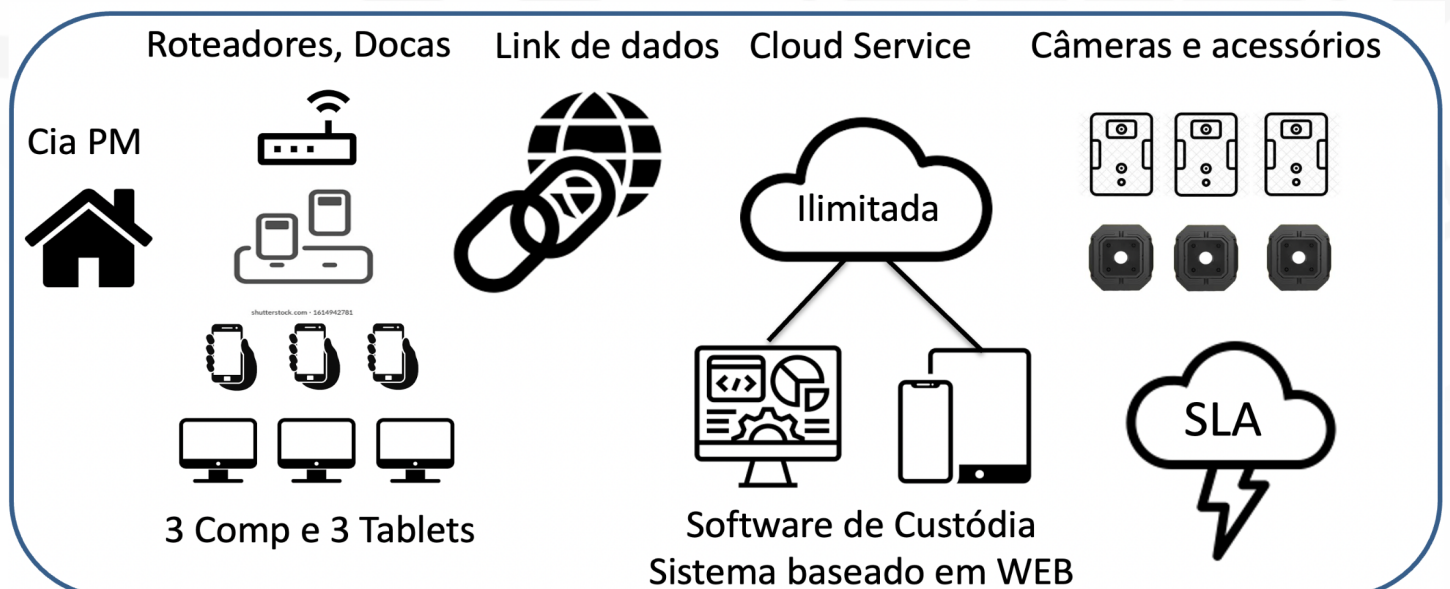 Roteadores, Docas
Link de dados
Cloud Service
Câmeras e acessórios
Cia PM
Ilimitada
shutterstock.com · 1614942781
</>
SLA
3 Comp e 3 Tablets
Software de Custódia
Sistema baseado em WEB